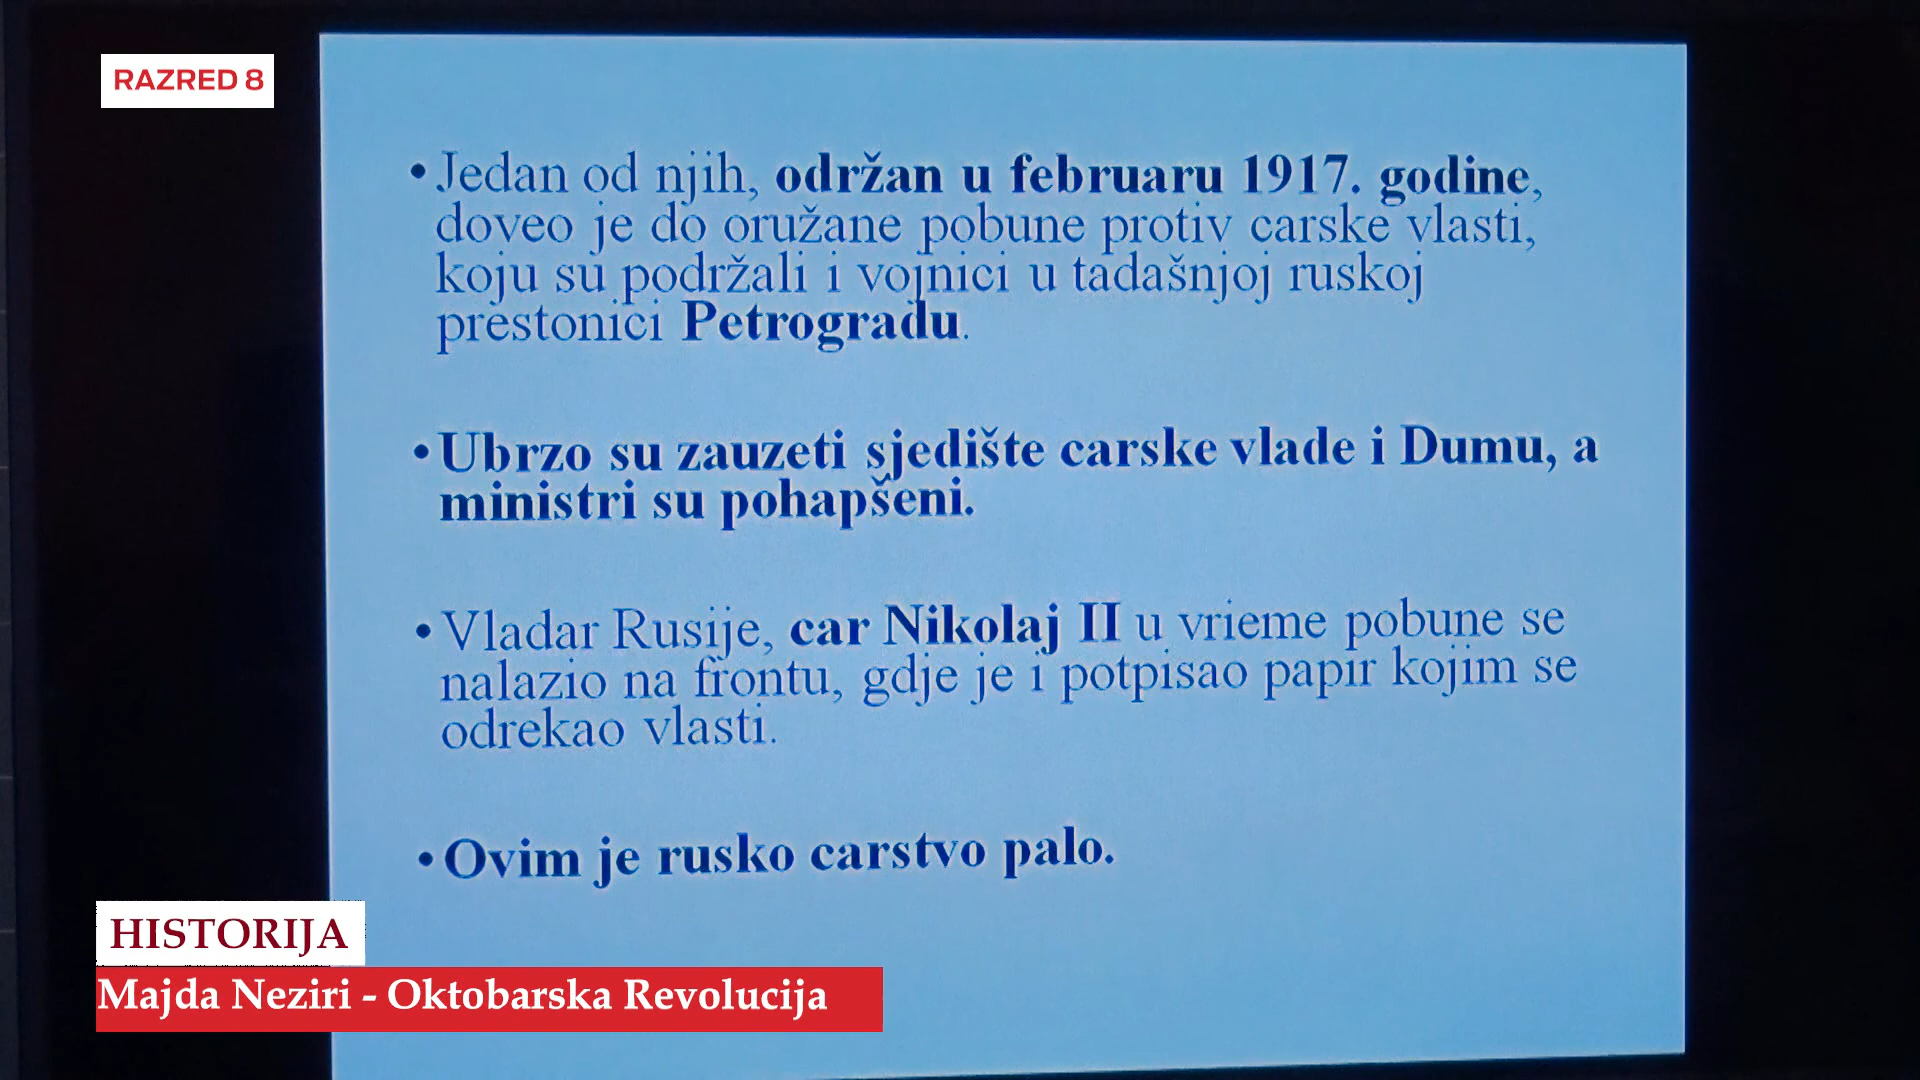 RAZRED 8
•Jedan od njih, održan u februaru 1917. godine,
doveo je do oružane pobune protiv carske vlasti,
koju su podržali i vojnici u tadašnjoj ruskoj
prestonici Petrogradu.
•Ubrzo su zauzeti sjedište carske vlade i Dumu, a
ministri su pohapšeni.
•Vladar Rusije, car Nikolaj II u vrieme pobune se
nalazio na frontu, gdje je i potpisao papir kojim se
odrekao vlasti.
•Ovim je rusko carstvo palo.
HISTORIJA
Majda Neziri - Oktobarska Revolucija